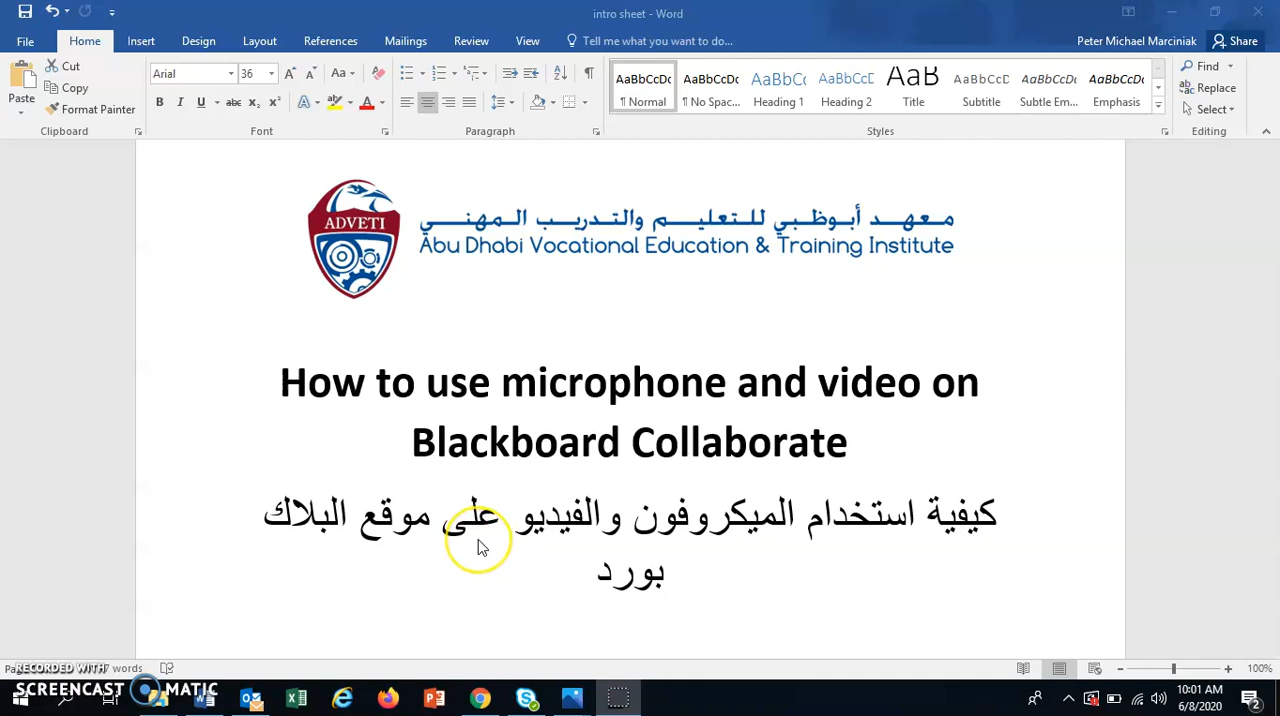 intro sheet - Word
File Home Insert Design Layout References Mailings Review View Tell me what you want to do... Peter Michael Marciniak Share
Cut
Copy
Format Painter
Paste
Clipboard
Arial 36
Font
Paragraph
AaBbCcDc AaBbCcDc AaBbC AaBbCcD AaB AaBbCcD AaBbCcDc AaBbCcDc
¶ Normal ¶ No Spac... Heading 1 Heading 2 Title Subtitle Subtle Em... Emphasis
Styles
Find
Replace
Select
Editing
ADVETI
معهد أبوظبي للتعليم والتدريب المهني
Abu Dhabi Vocational Education & Training Institute
How to use microphone and video on
Blackboard Collaborate
كيفية استخدام الميكروفون والفيديو على موقع البلاك
بورد
words
100%
RECORDED WITH
SCREENCAST MATIC
10:01 AM
6/8/2020
2